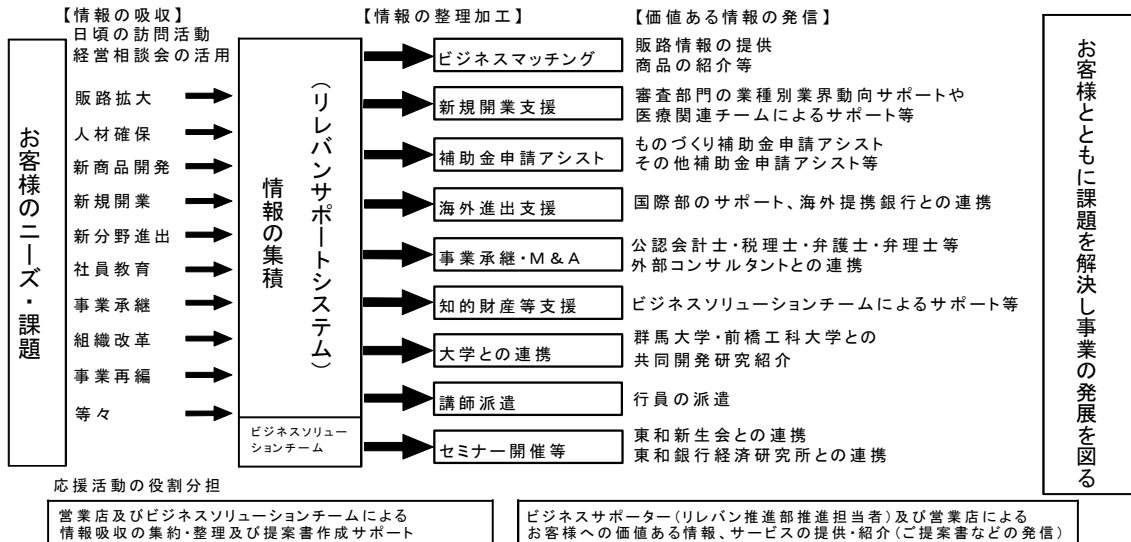 【情報の吸収】
日頃の訪問活動
経営相談会の活用
【情報の整理加工】
【価値ある情報の発信】
お客様のニーズ・課題
販路拡大
人材確保
新商品開発
新規開業
新分野進出
社員教育
事業承継
組織改革
事業再編
等々
(リレバンサポートシステム)
情報の集積
ビジネスソリュー
ションチーム
ビジネスマッチング
販路情報の提供
商品の紹介等
新規開業支援
審査部門の業種別業界動向サポートや
医療関連チームによるサポート等
補助金申請アシスト
ものづくり補助金申請アシスト
その他補助金申請アシスト等
海外進出支援
国際部のサポート、海外提携銀行との連携
事業承継・M&A
公認会計士・税理士・弁護士・弁理士等
外部コンサルタントとの連携
知的財産等支援
ビジネスソリューションチームによるサポート等
大学との連携
群馬大学・前橋工科大学との
共同開発研究紹介
講師派遣
行員の派遣
セミナー開催等
東和新生会との連携
東和銀行経済研究所との連携
お客様とともに課題を解決し事業の発展を図る
応援活動の役割分担
営業店及びビジネスソリューションチームによる
情報吸収の集約・整理及び提案書作成サポート
ビジネスサポーター(リレバン推進部推進担当者)及び営業店による
お客様への価値ある情報、サービスの提供・紹介(ご提案書などの発信)